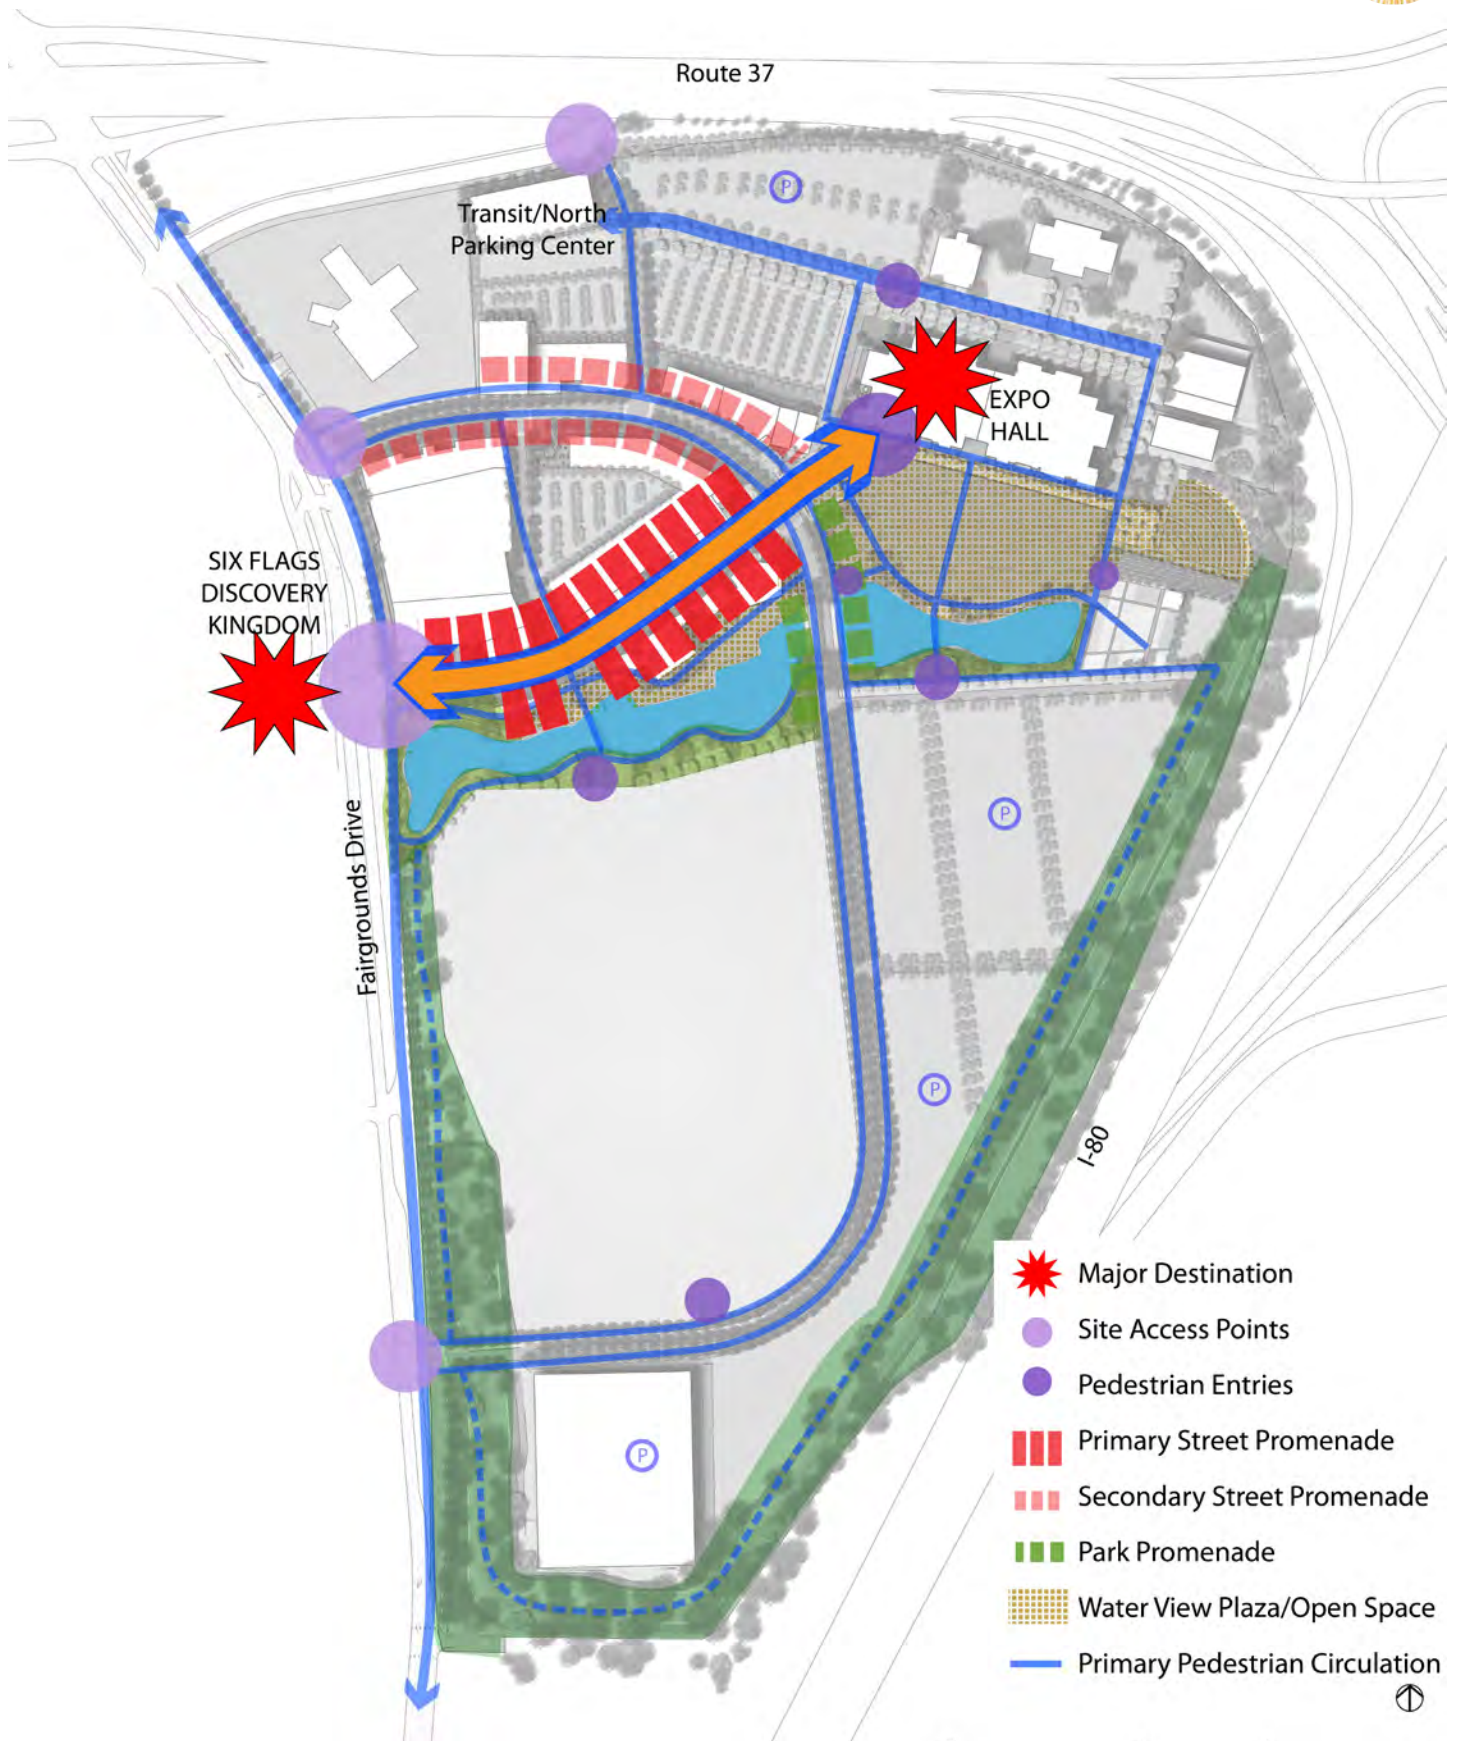 Route 37
P
Transit/North
Parking Center
EXPO
HALL
SIX FLAGS
DISCOVERY
KINGDOM
Fairgrounds Drive
P
P
I-80
P
Major Destination
Site Access Points
Pedestrian Entries
Primary Street Promenade
Secondary Street Promenade
Park Promenade
Water View Plaza/Open Space
Primary Pedestrian Circulation